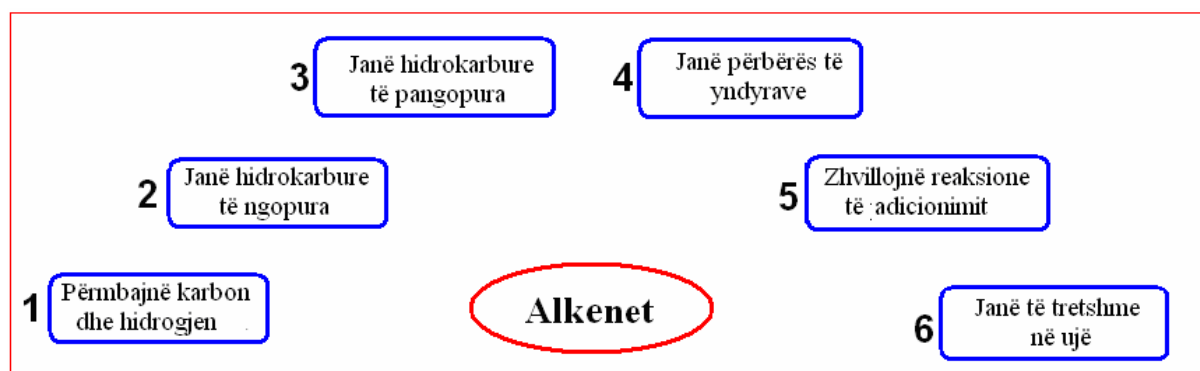 3 Janë hidrokarbure
të pangopura
4 Janë përbërës të
yndyrave
2 Janë hidrokarbure
të ngopura
5 Zhvillojnë reaksione
të adicionimit
1 Përmbajnë karbon
dhe hidrogjen
Alkenet
6 Janë të tretshme
në ujë